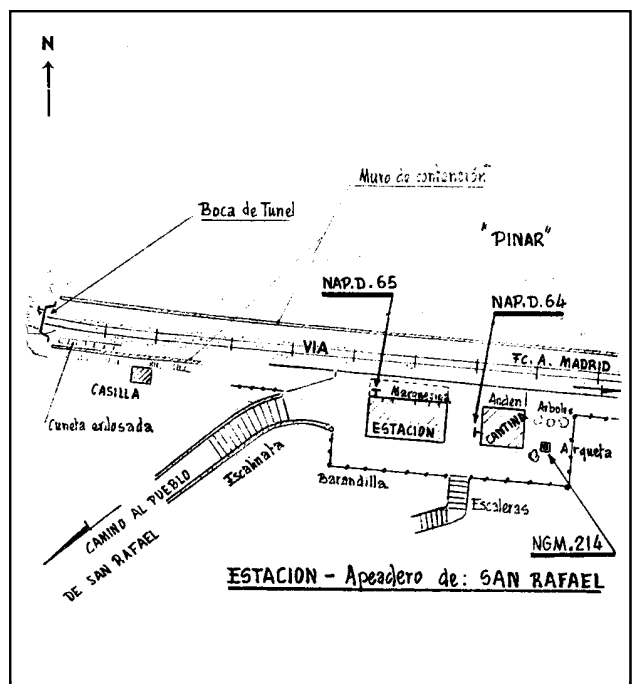 N
Muro de contención
Boca de Tunel
"PINAR"
NAP.D.65
NAP.D.64
VIA
FC. A. MADRID
CASILLA
Cuneta enlosada
Marquesina
ESTACION
Anden
CANTINA
Arboles
Arqueta
Escalinata
Barandilla
Escaleras
CAMINO AL PUEBLO
DE SAN RAFAEL
NGM.214
ESTACION - Apeadero de: SAN RAFAEL